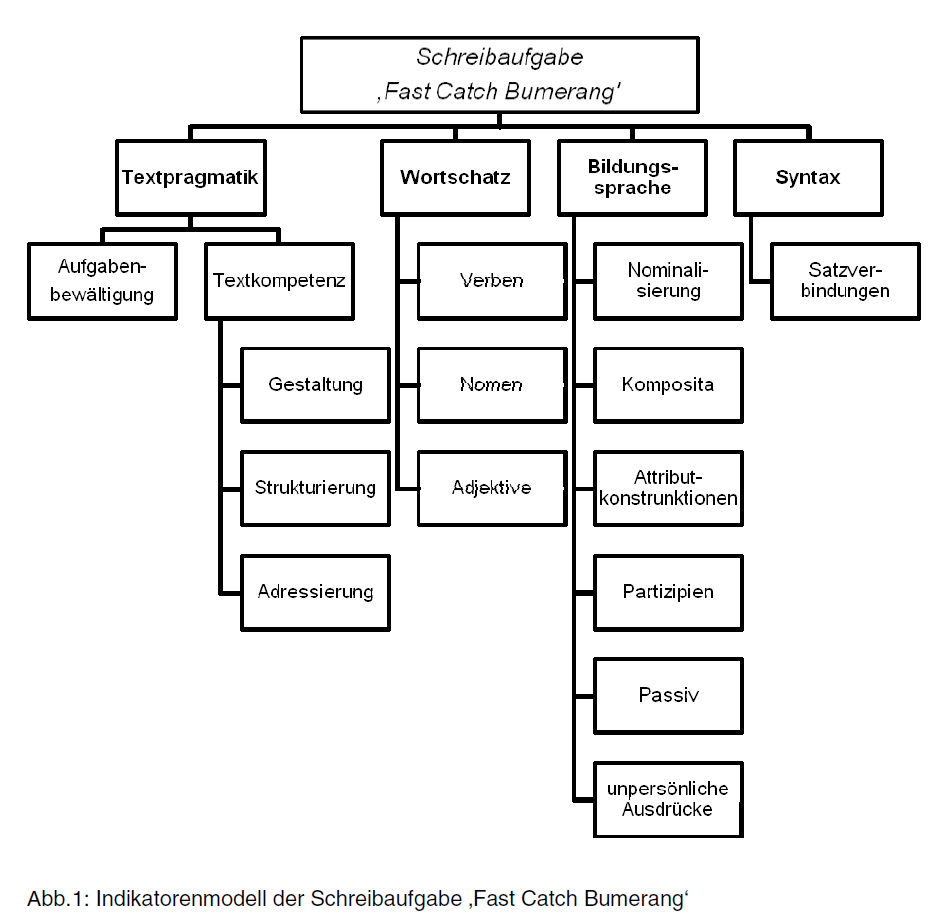 Schreibaufgabe
‚Fast Catch Bumerang'
Textpragmatik
Wortschatz
Bildungs-
sprache
Syntax
Aufgaben-
bewältigung
Textkompetenz
Verben
Nominali-
sierung
Satzver-
bindungen
Gestaltung
Nomen
Komposita
Strukturierung
Adjektive
Attribut-
konstrunktionen
Adressierung
Partizipien
Passiv
unpersönliche
Ausdrücke
Abb.1: Indikatorenmodell der Schreibaufgabe ‚Fast Catch Bumerang‘